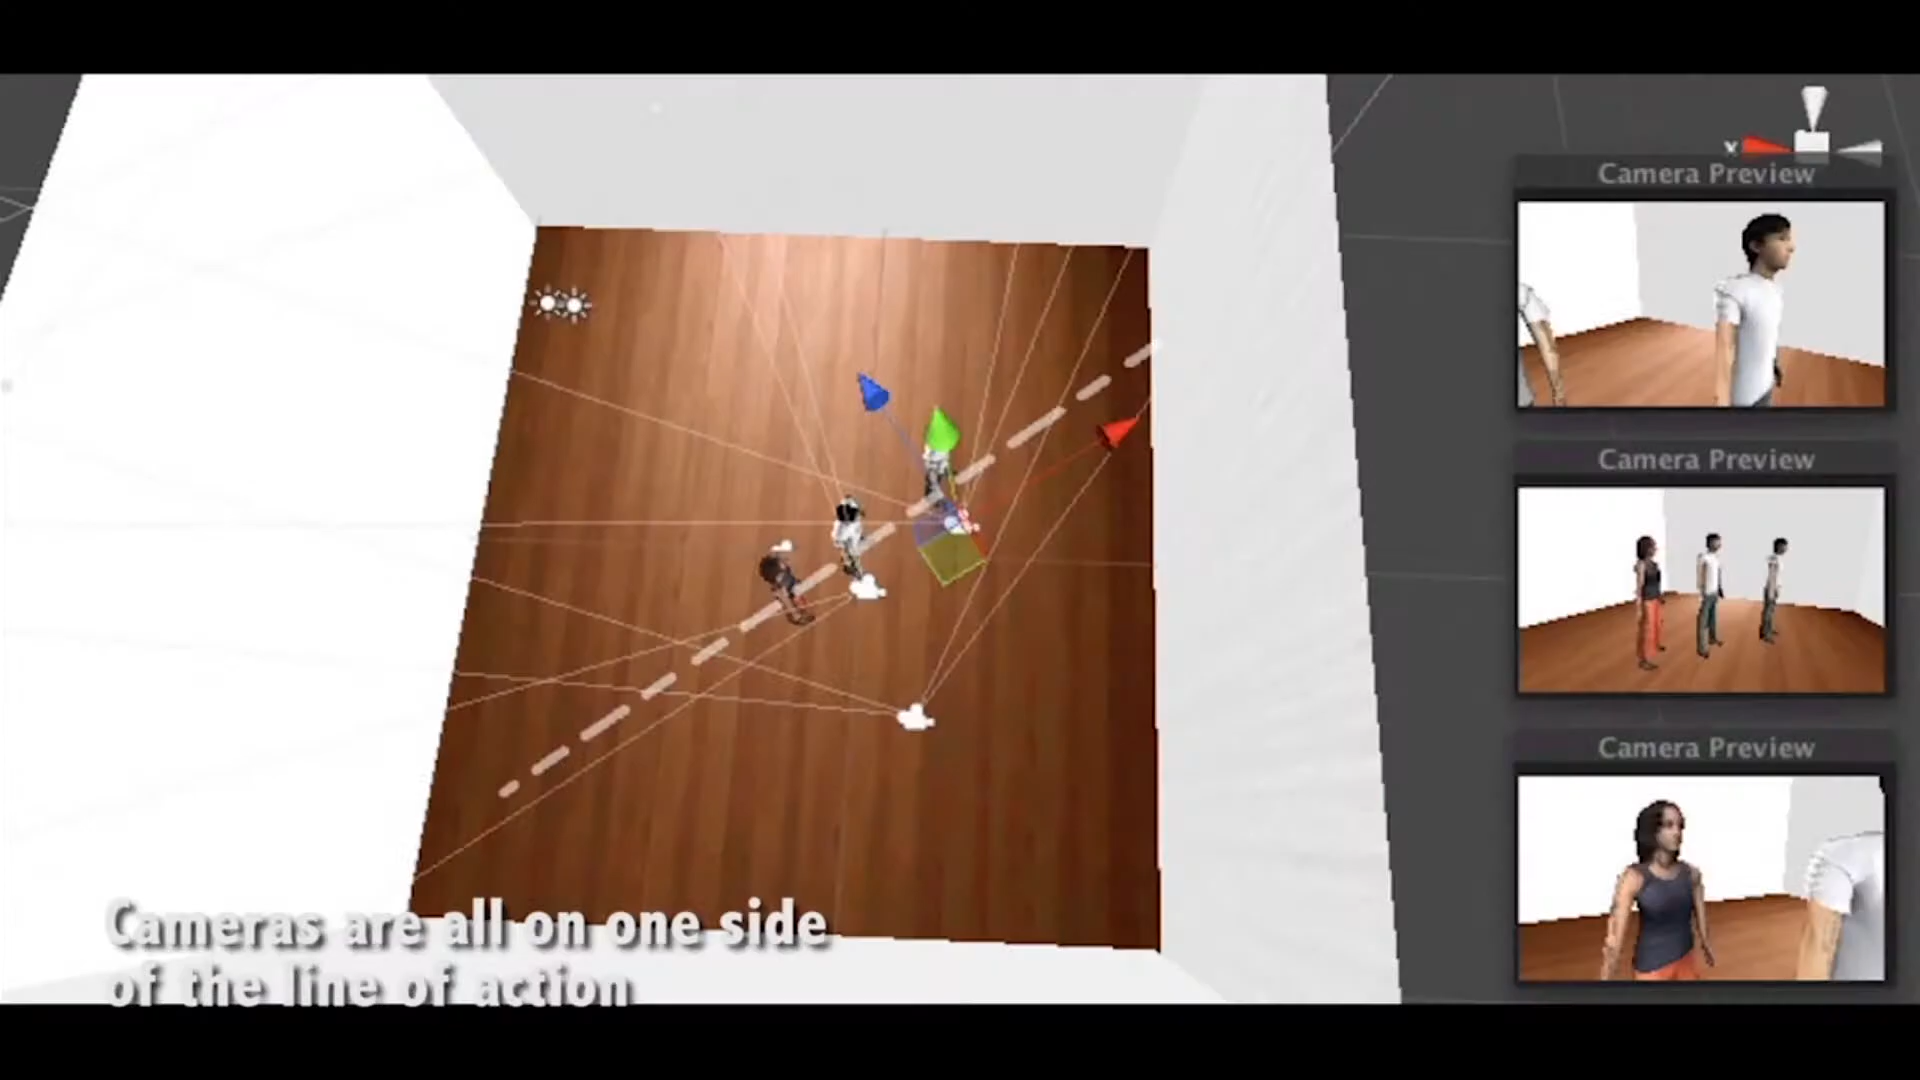 x
Camera Preview
Camera Preview
Camera Preview
Cameras are all on one side
of the line of action